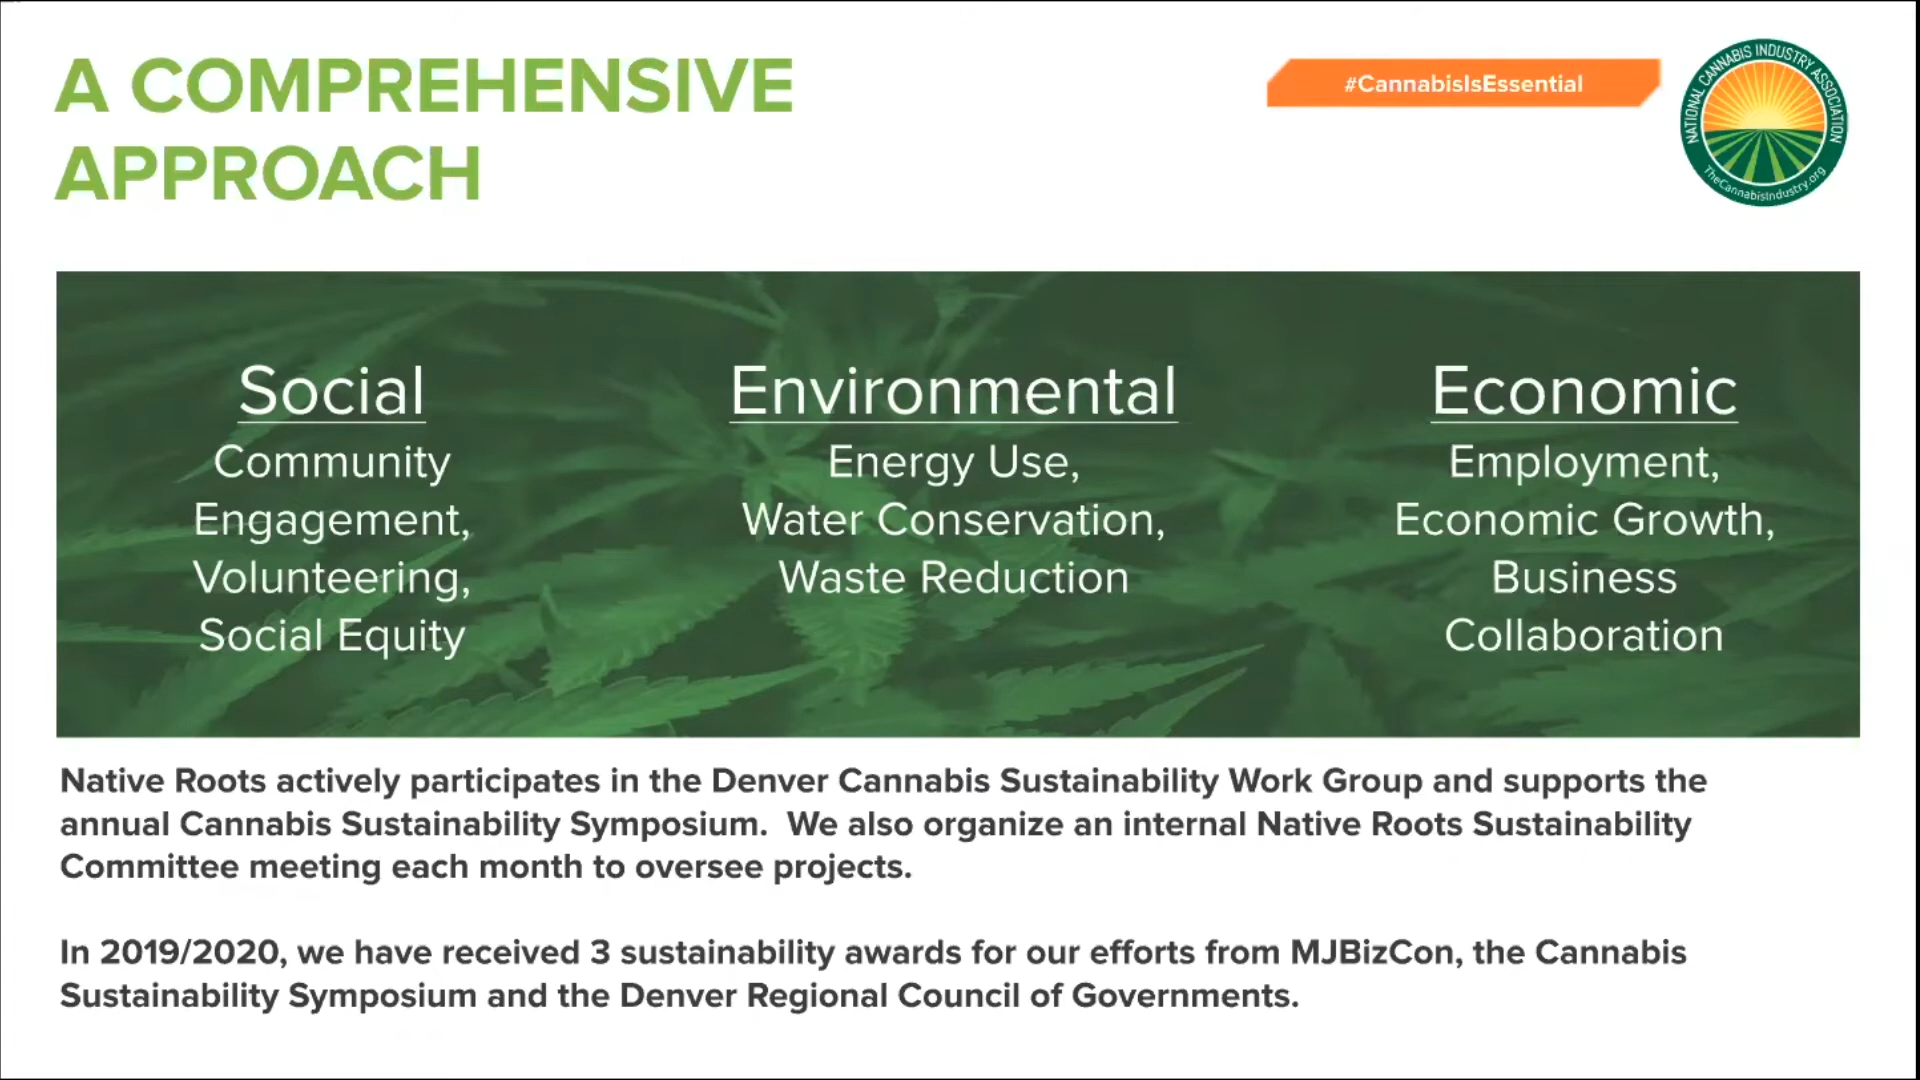 A COMPREHENSIVE
APPROACH
#CannabisIsEssential
NATIONAL CANNABIS INDUSTRY ASSOCIATION
TheCannabisIndustry.org
Social
Community
Engagement,
Volunteering,
Social Equity
Environmental
Energy Use,
Water Conservation,
Waste Reduction
Economic
Employment,
Economic Growth,
Business
Collaboration
Native Roots actively participates in the Denver Cannabis Sustainability Work Group and supports the
annual Cannabis Sustainability Symposium.  We also organize an internal Native Roots Sustainability
Committee meeting each month to oversee projects.
In 2019/2020, we have received 3 sustainability awards for our efforts from MJBizCon, the Cannabis
Sustainability Symposium and the Denver Regional Council of Governments.